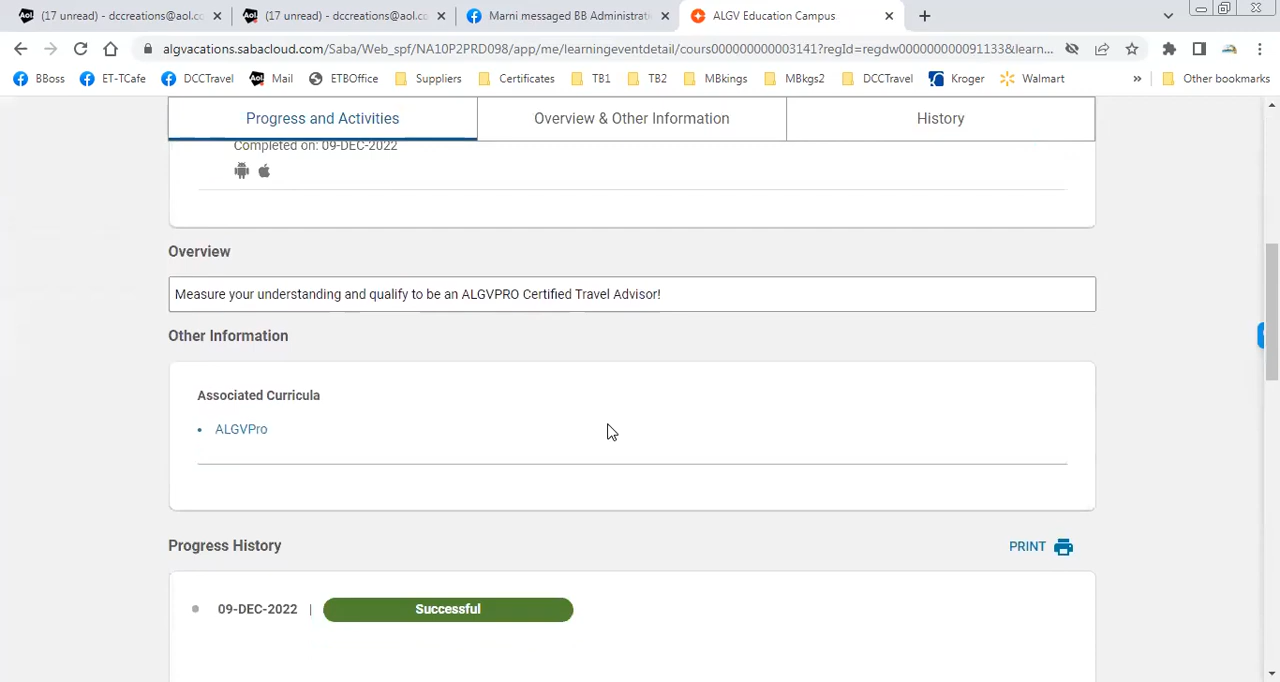 (17 unread) - dccreations@aol.co
(17 unread) - dccreations@aol.co
Marni messaged BB Administrati
ALGV Education Campus
algvacations.sabacloud.com/Saba/Web_spf/NA10P2PRD098/app/me/learningeventdetail/cours000000000003141?regId=regdw000000000091133&learn...
BBoss
ET-TCafe
DCCTravel
Aol.
Mail
ETBOffice
Suppliers
Certificates
TB1
TB2
MBkings
MBkgs2
DCCTravel
Kroger
Walmart
»
Other bookmarks
Progress and Activities
Overview & Other Information
History
Completed on: 09-DEC-2022
Overview
Measure your understanding and qualify to be an ALGVPRO Certified Travel Advisor!
Other Information
Associated Curricula
• ALGVPro
Progress History
PRINT
09-DEC-2022 |
Successful